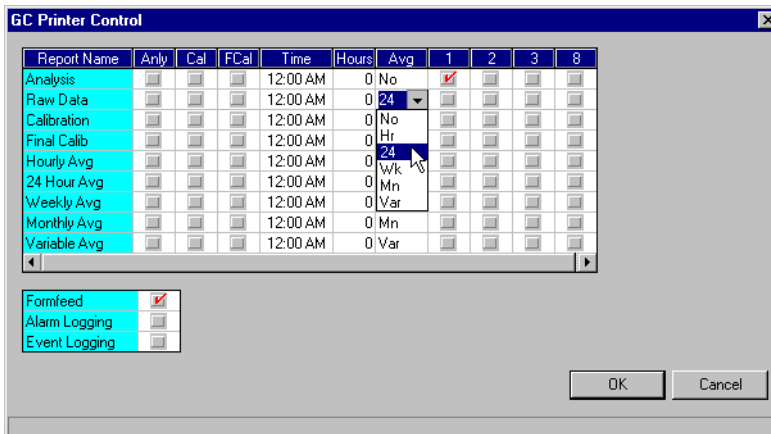 GC Printer Control
Report Name Anly Cal FCal Time Hours Avg 1 2 3 8
Analysis 12:00 AM 0 No
Raw Data 12:00 AM 0 24
Calibration 12:00 AM 0 No
Final Calib 12:00 AM 0 Hr
Hourly Avg 12:00 AM 0 24
24 Hour Avg 12:00 AM 0 Wk
Weekly Avg 12:00 AM 0 Mn
Var
Monthly Avg 12:00 AM 0 Mn
Variable Avg 12:00 AM 0 Var
Formfeed
Alarm Logging
Event Logging
OK Cancel